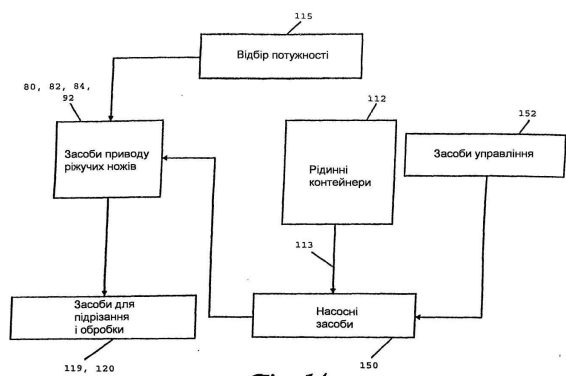 115
Відбір потужності
80, 82, 84,
92
Засоби приводу
ріжучих ножів
112
Рідинні
контейнери
152
Засоби управління
113
Засоби для
підрізання
і обробки
119, 120
Насосні
засоби
150